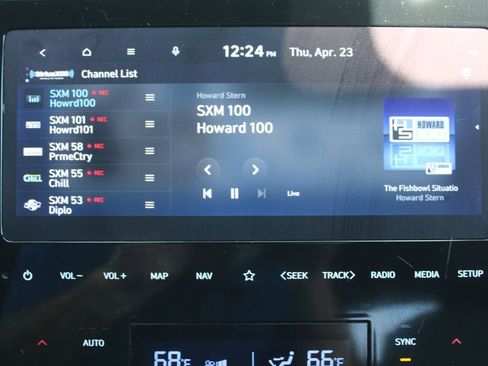 12:24 PM Thu, Apr. 23
SiriusXM Channel List
SXM 100 REC
Howrd100
SXM 101 REC
Howrd101
SXM 58 REC
PrmeCtry
CHILL SXM 55 REC
Chill
SXM 53 REC
Diplo
Howard Stern
SXM 100
Howard 100
Live
HOWARD
The Fishbowl Situatio
Howard Stern
VOL− VOL+ MAP NAV <SEEK TRACK> RADIO MEDIA SETUP
AUTO SYNC
68°F 66°F